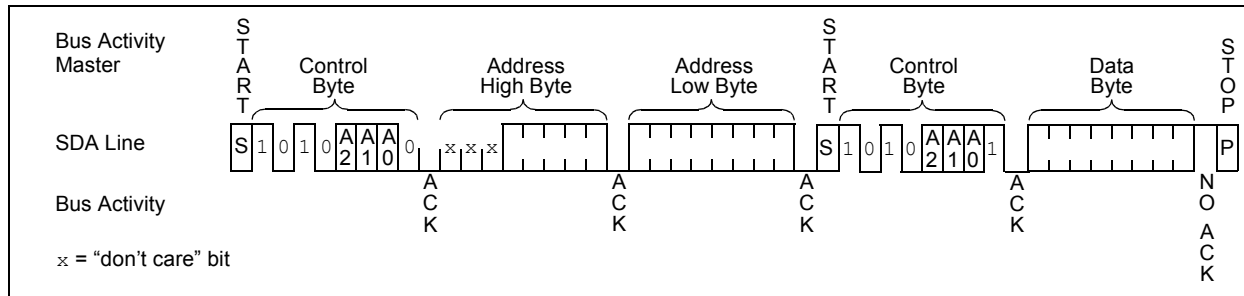 Bus Activity
Master
START
Control
Byte
Address
High Byte
Address
Low Byte
START
Control
Byte
Data
Byte
STOP
SDA Line
S 1 0 1 0 A2 A1 A0 0 x x x S 1 0 1 0 A2 A1 A0 1 P
Bus Activity
ACK
ACK
ACK
ACK
NO ACK
x = “don’t care” bit